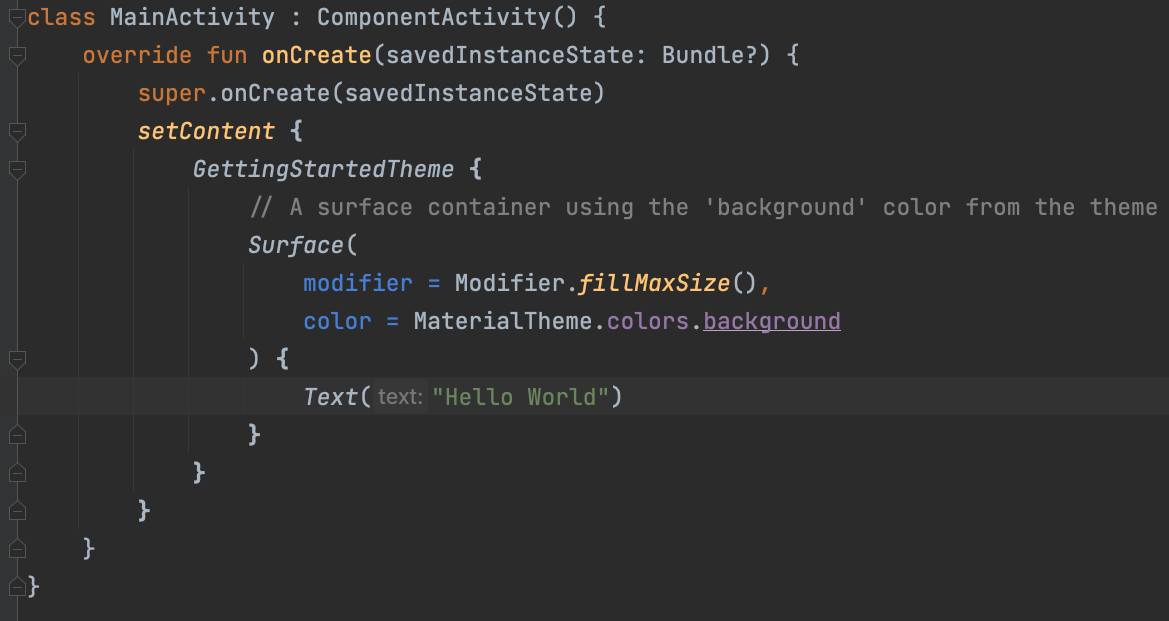 class MainActivity : ComponentActivity() {
    override fun onCreate(savedInstanceState: Bundle?) {
        super.onCreate(savedInstanceState)
        setContent {
            GettingStartedTheme {
                // A surface container using the 'background' color from the theme
                Surface(
                    modifier = Modifier.fillMaxSize(),
                    color = MaterialTheme.colors.background
                ) {
                    Text( text: "Hello World")
                }
            }
        }
    }
}